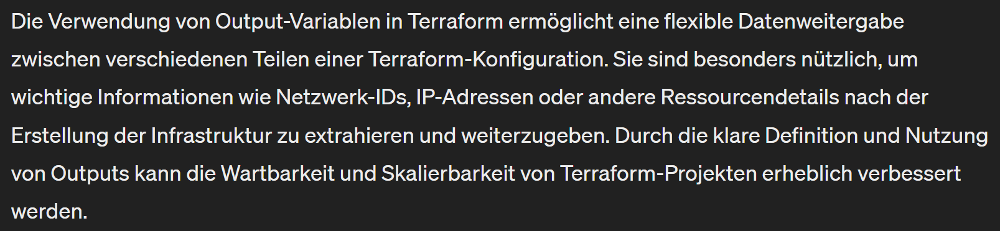 Die Verwendung von Output-Variablen in Terraform ermöglicht eine flexible Datenweitergabe
zwischen verschiedenen Teilen einer Terraform-Konfiguration. Sie sind besonders nützlich, um
wichtige Informationen wie Netzwerk-IDs, IP-Adressen oder andere Ressourcendetails nach der
Erstellung der Infrastruktur zu extrahieren und weiterzugeben. Durch die klare Definition und Nutzung
von Outputs kann die Wartbarkeit und Skalierbarkeit von Terraform-Projekten erheblich verbessert
werden.